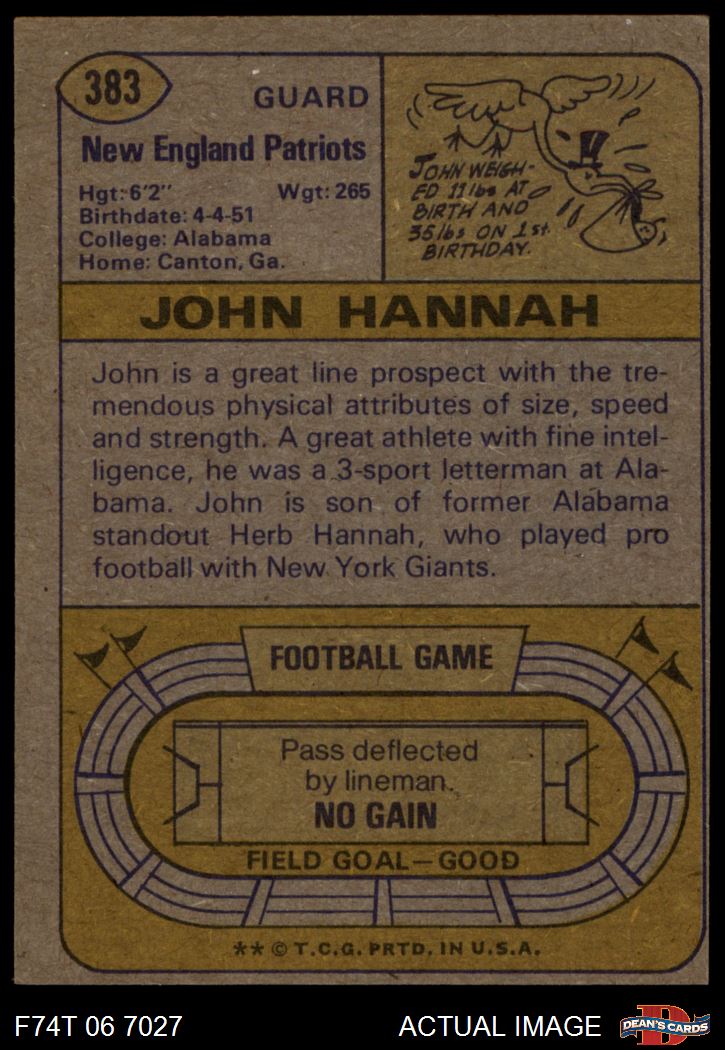 383
GUARD
New England Patriots
Hgt: 6'2" Wgt: 265
Birthdate: 4-4-51
College: Alabama
Home: Canton, Ga.
JOHN WEIGH-
ED 11 lbs AT
BIRTH AND
35 lbs ON 1st
BIRTHDAY.
JOHN HANNAH
John is a great line prospect with the tre-
mendous physical attributes of size, speed
and strength. A great athlete with fine intel-
ligence, he was a 3-sport letterman at Ala-
bama. John is son of former Alabama
standout Herb Hannah, who played pro
football with New York Giants.
FOOTBALL GAME
Pass deflected
by lineman.
NO GAIN
FIELD GOAL—GOOD
** © T.C.G. PRTD. IN U.S.A.
F74T 06 7027
ACTUAL IMAGE
D
DEAN'S CARDS